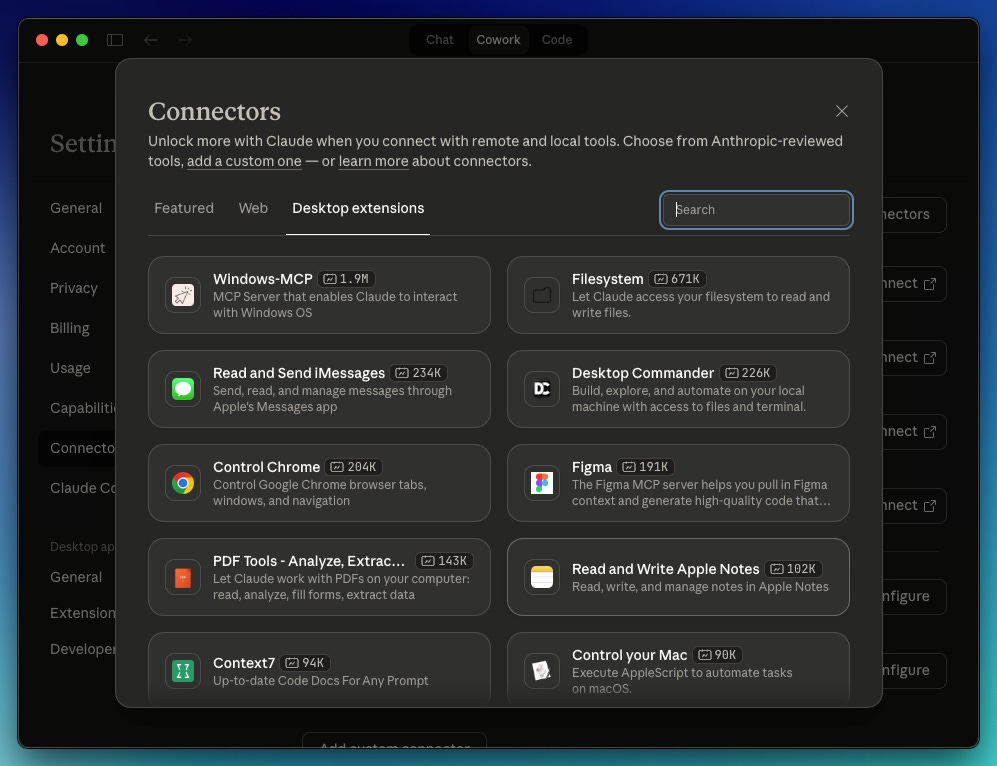 Chat Cowork Code
Connectors
Unlock more with Claude when you connect with remote and local tools. Choose from Anthropic-reviewed
tools, add a custom one — or learn more about connectors.
Featured Web Desktop extensions
Search
Windows-MCP 1.9M
MCP Server that enables Claude to interact
with Windows OS
Filesystem 671K
Let Claude access your filesystem to read and
write files.
Read and Send iMessages 234K
Send, read, and manage messages through
Apple's Messages app
Desktop Commander 226K
Build, explore, and automate on your local
machine with access to files and terminal.
Control Chrome 204K
Control Google Chrome browser tabs,
windows, and navigation
Figma 191K
The Figma MCP server helps you pull in Figma
context and generate high-quality code that...
PDF Tools - Analyze, Extrac... 143K
Let Claude work with PDFs on your computer:
read, analyze, fill forms, extract data
Read and Write Apple Notes 102K
Read, write, and manage notes in Apple Notes
Context7 94K
Up-to-date Code Docs For Any Prompt
Control your Mac 90K
Execute AppleScript to automate tasks
on macOS.
Settin
General
Account
Privacy
Billing
Usage
Capabiliti
Connecto
Claude Co
Desktop ap
General
Extension
Developer
nectors
nnect
nnect
nnect
nnect
nfigure
nfigure
Add custom connector